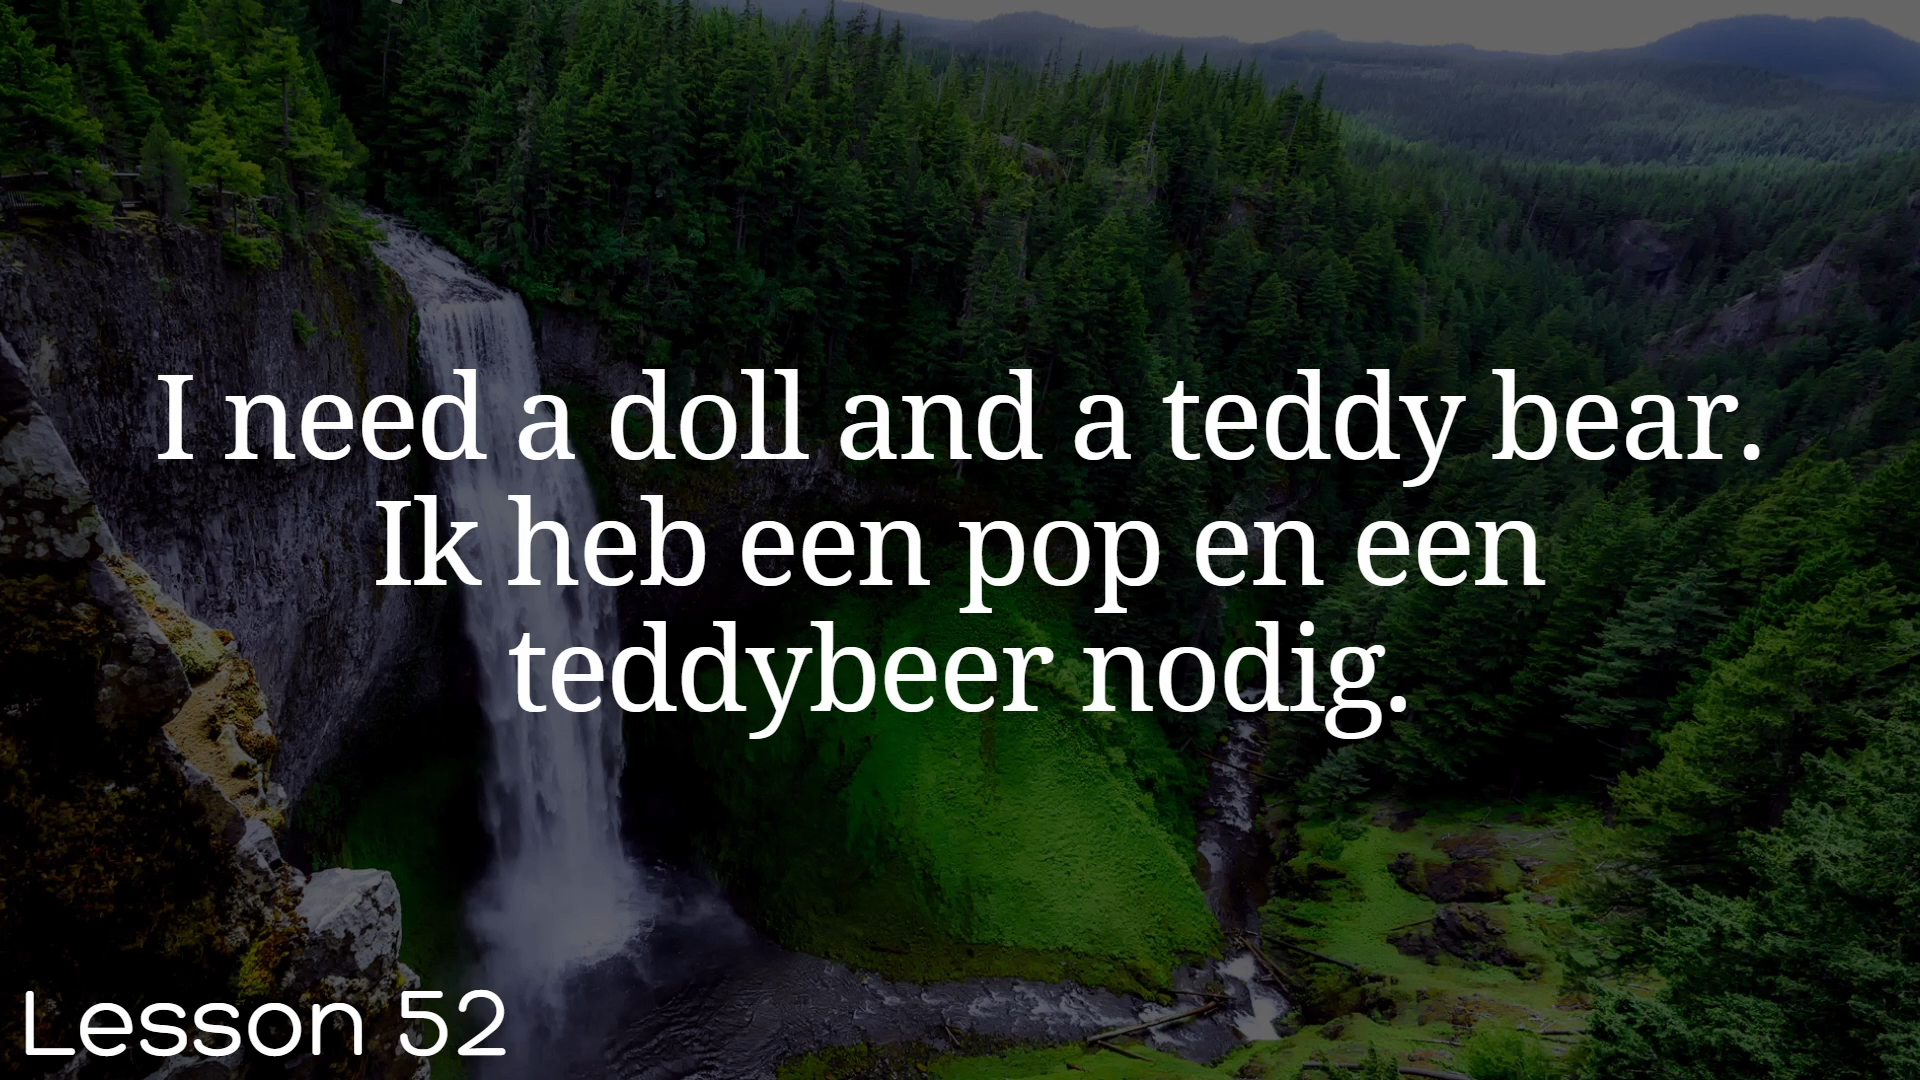 I need a doll and a teddy bear.
Ik heb een pop en een
teddybeer nodig.
Lesson 52